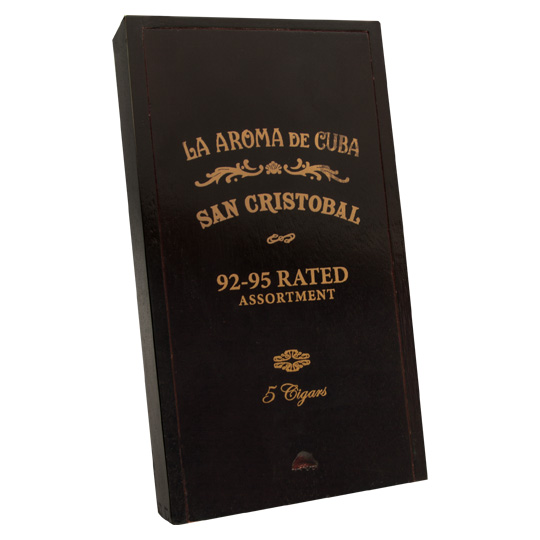 LA AROMA DE CUBA
SAN CRISTOBAL
92-95 RATED
ASSORTMENT
5 Cigars